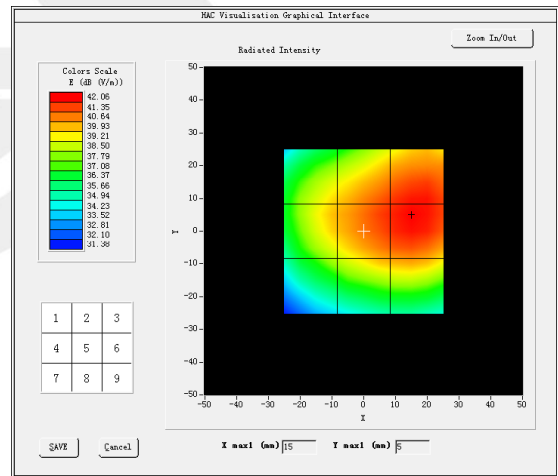 HAC Visualisation Graphical Interface
Zoom In/Out
Radiated Intensity
Colors Scale
E (dB (V/m))
42.06
41.35
40.64
39.93
39.21
38.50
37.79
37.08
36.37
35.66
34.94
34.23
33.52
32.81
32.10
31.38
1 2 3
4 5 6
7 8 9
50
40
30
20
10
0
-10
-20
-30
-40
-50
Y
-50 -40 -30 -20 -10 0 10 20 30 40 50
X
SAVE Cancel X max1 (mm) 15 Y max1 (mm) 5